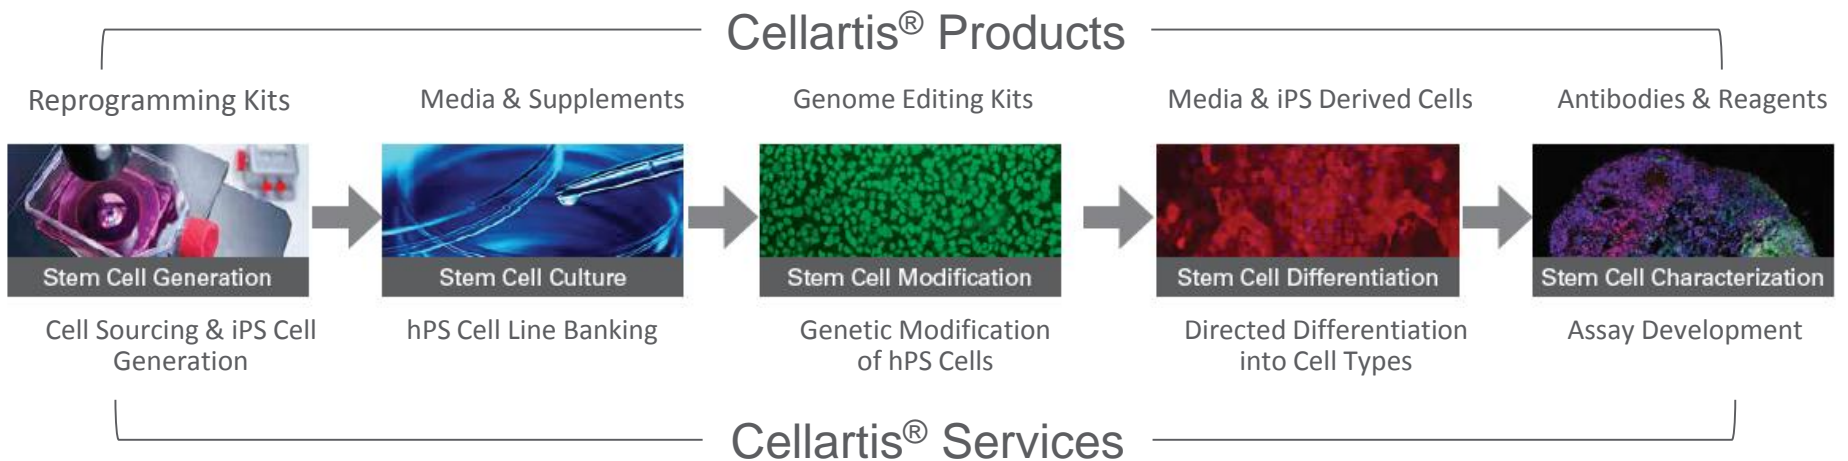 Cellartis® Products
Reprogramming Kits
Media & Supplements
Genome Editing Kits
Media & iPS Derived Cells
Antibodies & Reagents
Stem Cell Generation
Stem Cell Culture
Stem Cell Modification
Stem Cell Differentiation
Stem Cell Characterization
Cell Sourcing & iPS Cell
Generation
hPS Cell Line Banking
Genetic Modification
of hPS Cells
Directed Differentiation
into Cell Types
Assay Development
Cellartis® Services